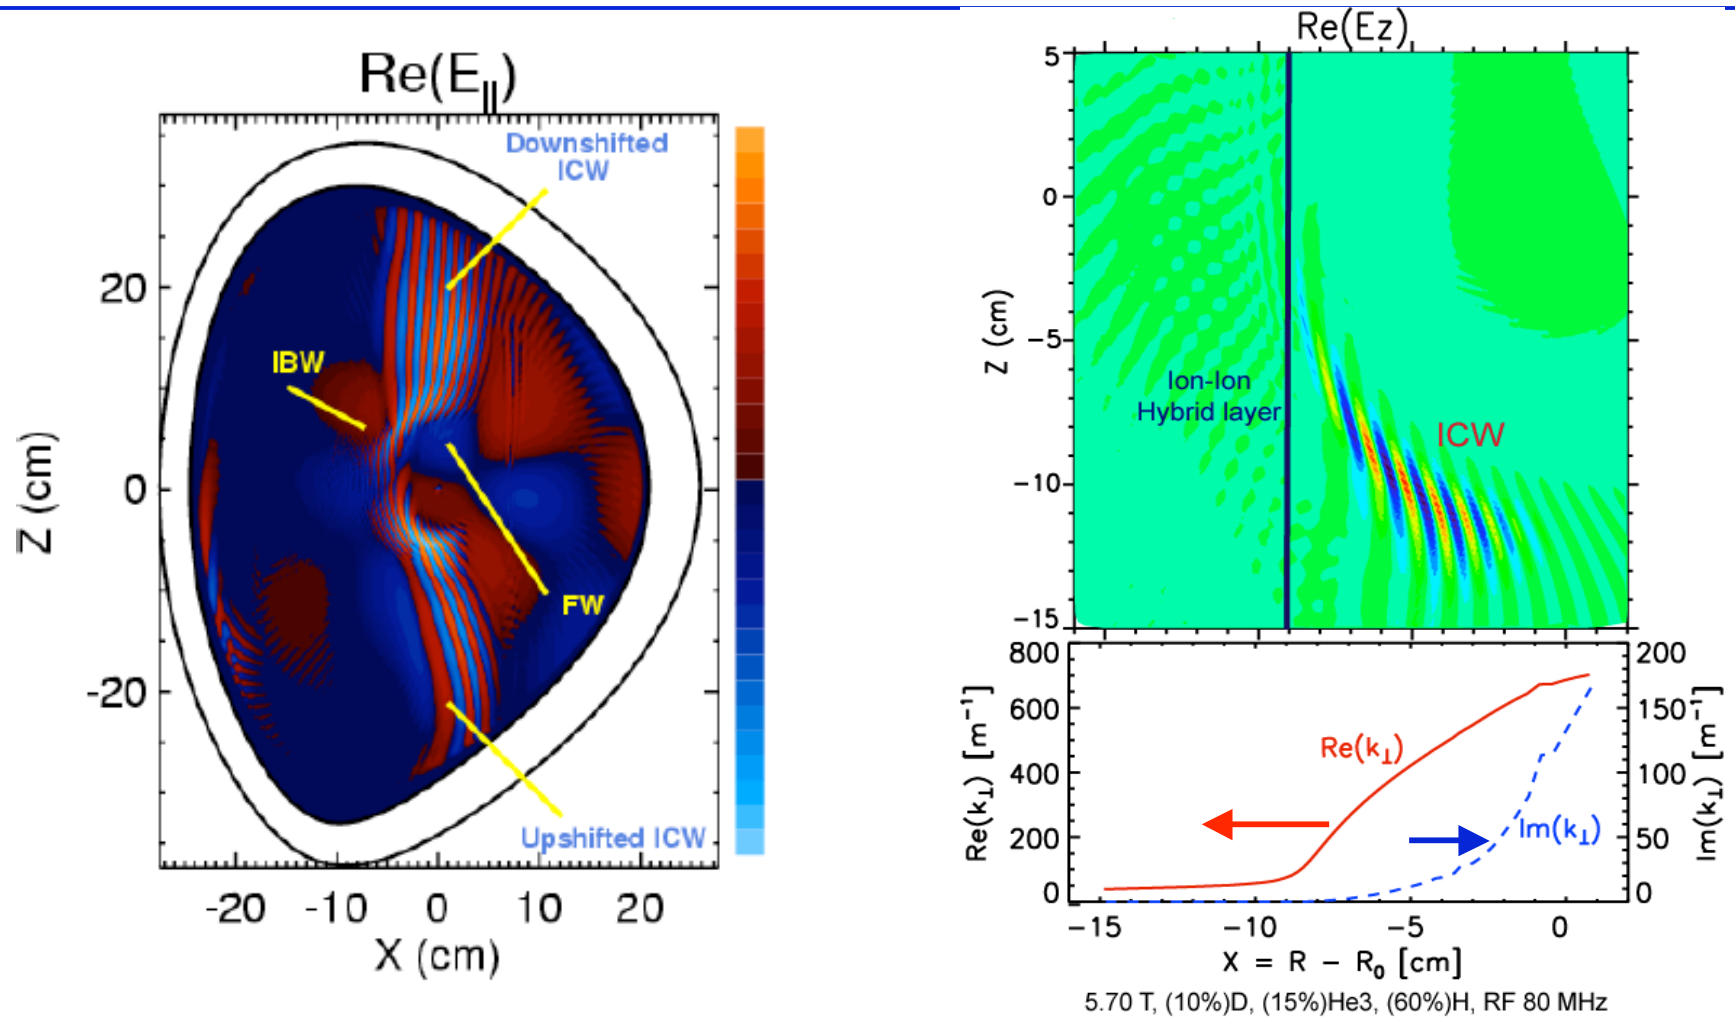 Re(E||)
Downshifted
ICW
IBW
FW
Upshifted ICW
20
0
-20
Z (cm)
-20 -10 0 10 20
X (cm)
Re(Ez)
5
0
−5
−10
−15
Z (cm)
Ion-Ion
Hybrid layer
ICW
800
600
400
200
0
Re(k⊥) [m⁻¹]
Re(k⊥)
Im(k⊥)
200
150
100
50
0
Im(k⊥) [m⁻¹]
−15 −10 −5 0
X = R − R₀ [cm]
5.70 T, (10%)D, (15%)He3, (60%)H, RF 80 MHz